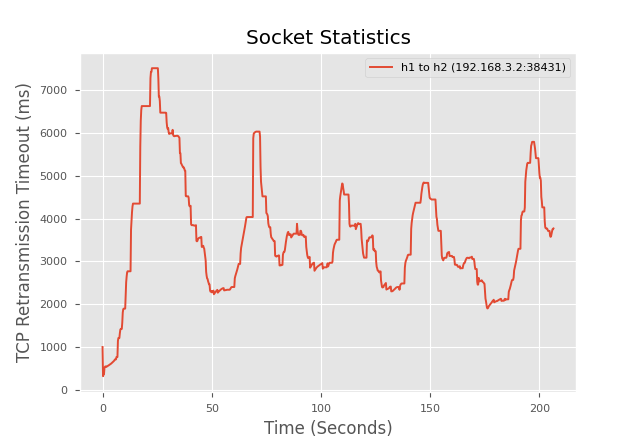 Socket Statistics
h1 to h2 (192.168.3.2:38431)
TCP Retransmission Timeout (ms)
7000
6000
5000
4000
3000
2000
1000
0
0 50 100 150 200
Time (Seconds)